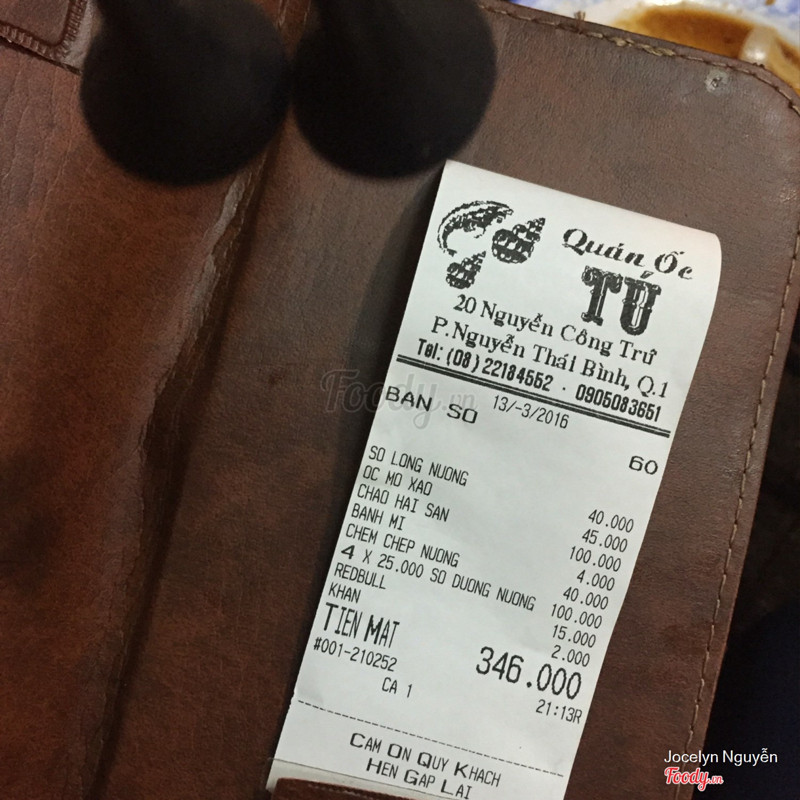 Quán Ốc
TÚ
20 Nguyễn Công Trứ
P.Nguyễn Thái Bình, Q.1
Tel: (08) 22184552 . 0905083651
13/-3/2016
BAN SO 60
SO LONG NUONG 40.000
OC MO XAO 45.000
CHAO HAI SAN 100.000
BANH MI 4.000
CHEM CHEP NUONG 40.000
4 X 25.000 SO DUONG NUONG 100.000
REDBULL 15.000
KHAN 2.000
TIEN MAT 346.000
#001-210252 21:13R
CA 1
CAM ON QUY KHACH
HEN GAP LAI
Foody.vn
Jocelyn Nguyễn
Foody.vn